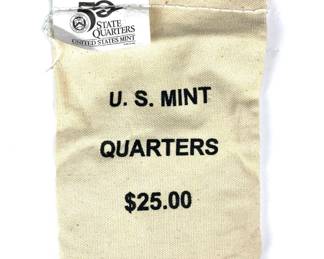 50
STATE
QUARTERS
UNITED STATES MINT
U. S. MINT
QUARTERS
$25.00